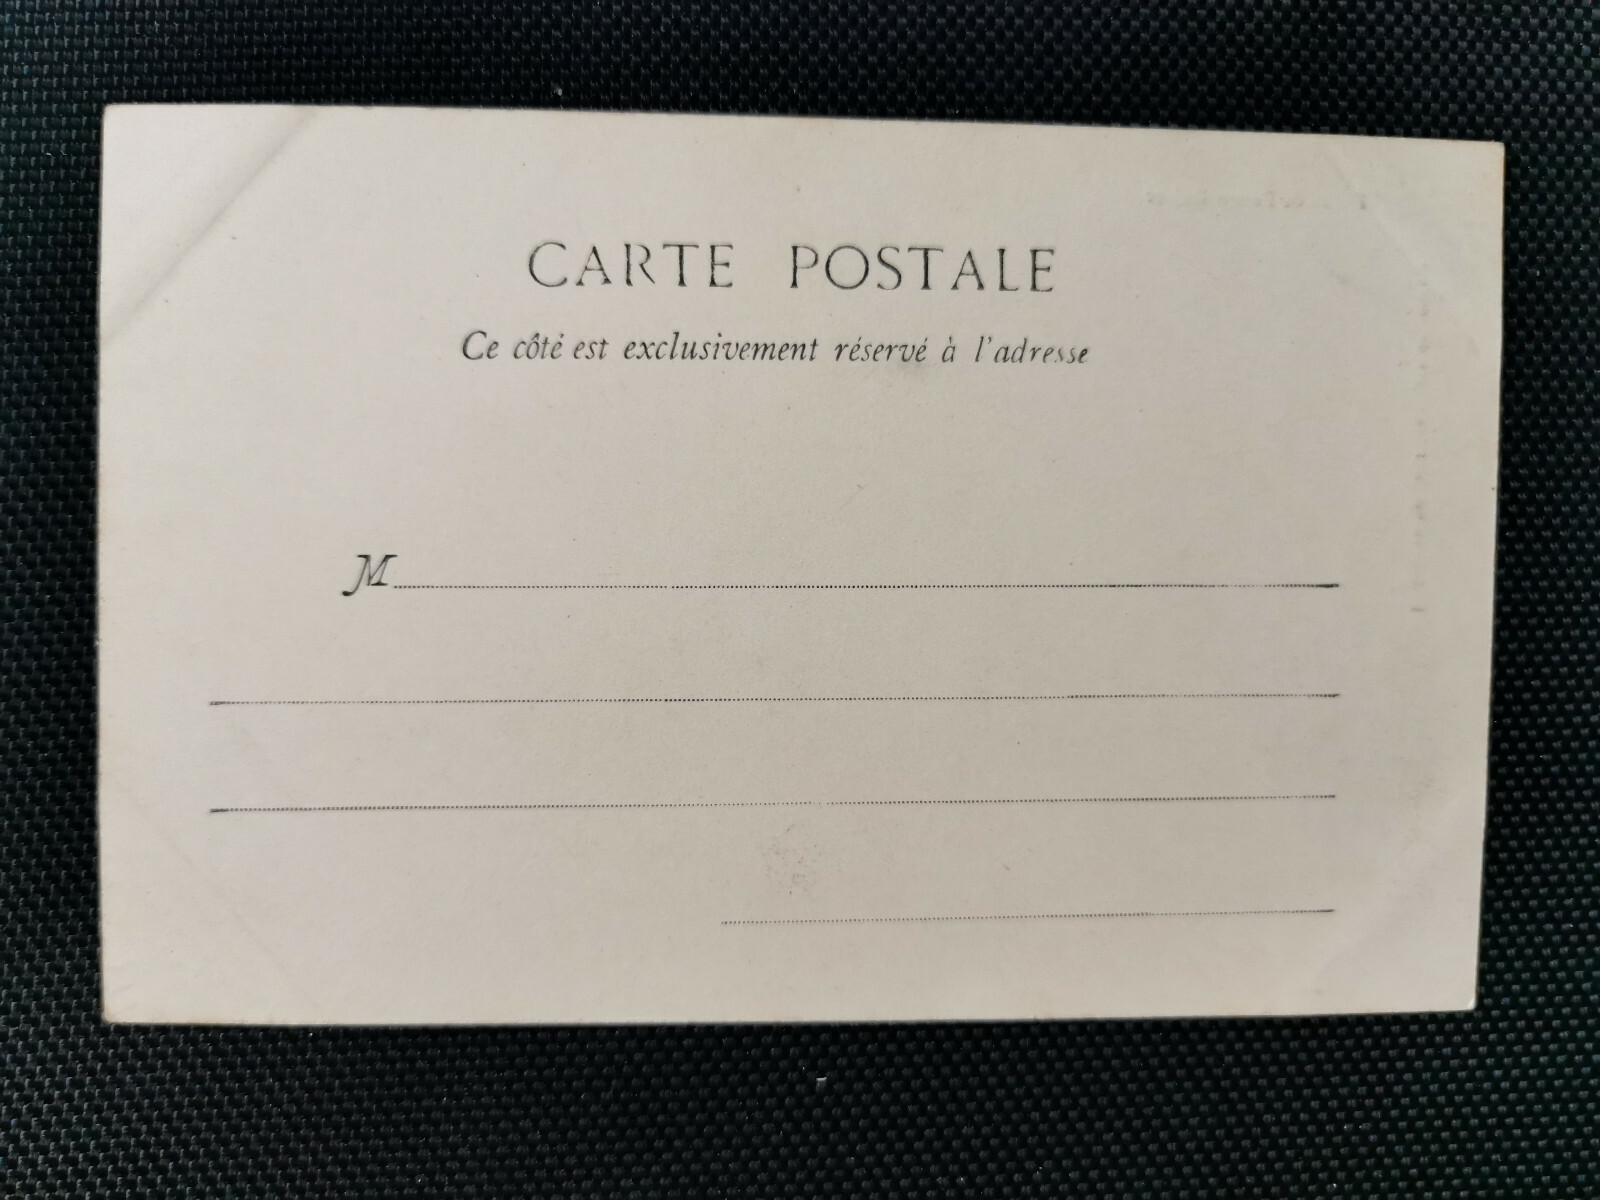 CARTE POSTALE
Ce côté est exclusivement réservé à l'adresse
M